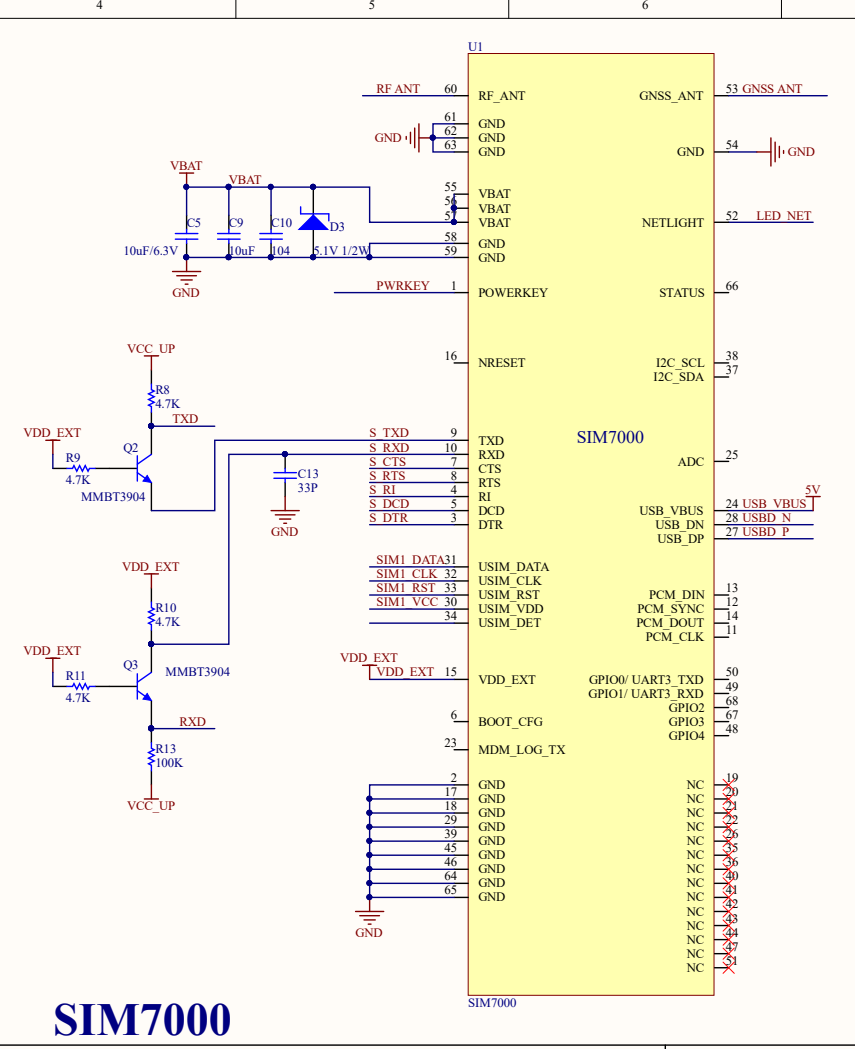 4 5 6
U1
RF ANT 60 RF_ANT GNSS_ANT 53 GNSS ANT
61 GND
GND 62 GND
63 GND GND 54 GND
VBAT VBAT
55 VBAT
56 VBAT
57 VBAT NETLIGHT 52 LED_NET
C5 C9 C10 D3
10uF/6.3V 10uF 104 5.1V 1/2W
58 GND
59 GND
GND
PWRKEY 1 POWERKEY STATUS 66
VCC_UP
16 NRESET I2C_SCL 38
I2C_SDA 37
R8
4.7K
TXD
VDD_EXT
Q2
R9
4.7K
MMBT3904
SIM7000
S_TXD 9 TXD
S_RXD 10 RXD
S_CTS 7 CTS ADC 25
S_RTS 8 RTS
S_RI 4 RI
S_DCD 5 DCD USB_VBUS 24 USB_VBUS 5V
S_DTR 3 DTR USB_DN 28 USBD_N
USB_DP 27 USBD_P
C13
33P
GND
SIM1_DATA 31 USIM_DATA
SIM1_CLK 32 USIM_CLK
SIM1_RST 33 USIM_RST PCM_DIN 13
SIM1_VCC 30 USIM_VDD PCM_SYNC 12
34 USIM_DET PCM_DOUT 14
PCM_CLK 11
VDD_EXT
R10
4.7K
VDD_EXT
Q3
MMBT3904
R11
4.7K
RXD
R13
100K
VCC_UP
VDD_EXT
VDD_EXT 15 VDD_EXT GPIO0/ UART3_TXD 50
GPIO1/ UART3_RXD 49
GPIO2 68
6 BOOT_CFG GPIO3 67
GPIO4 48
23 MDM_LOG_TX
2 GND NC 19
17 GND NC 20
18 GND NC 21
29 GND NC 22
39 GND NC 26
45 GND NC 35
46 GND NC 36
64 GND NC 40
65 GND NC 41
NC 42
GND NC 43
NC 44
NC 47
NC 51
SIM7000
SIM7000